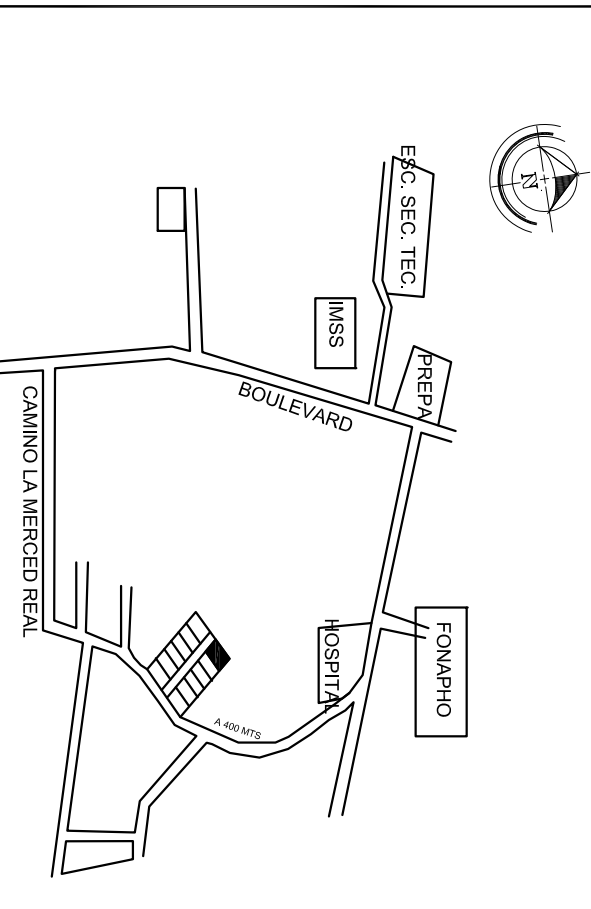 N
ESC. SEC. TEC.
IMSS
PREPA
BOULEVARD
CAMINO LA MERCED REAL
HOSPITAL
FONAPHO
A 400 MTS